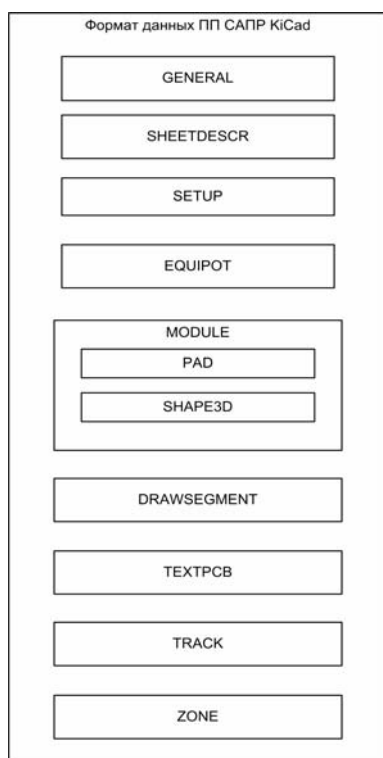 Формат данных ПП САПР KiCad
GENERAL
SHEETDESCR
SETUP
EQUIPOT
MODULE
PAD
SHAPE3D
DRAWSEGMENT
TEXTPCB
TRACK
ZONE